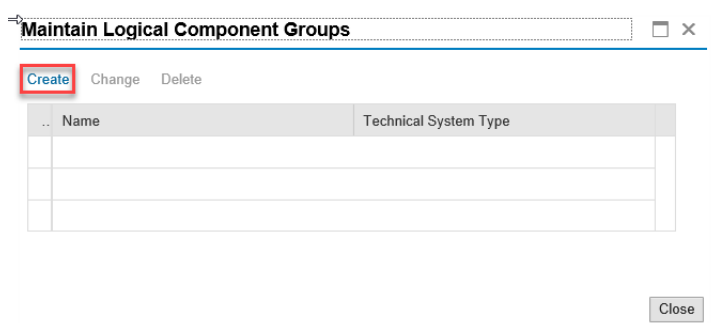 Maintain Logical Component Groups
Create Change Delete
.. Name Technical System Type
Close